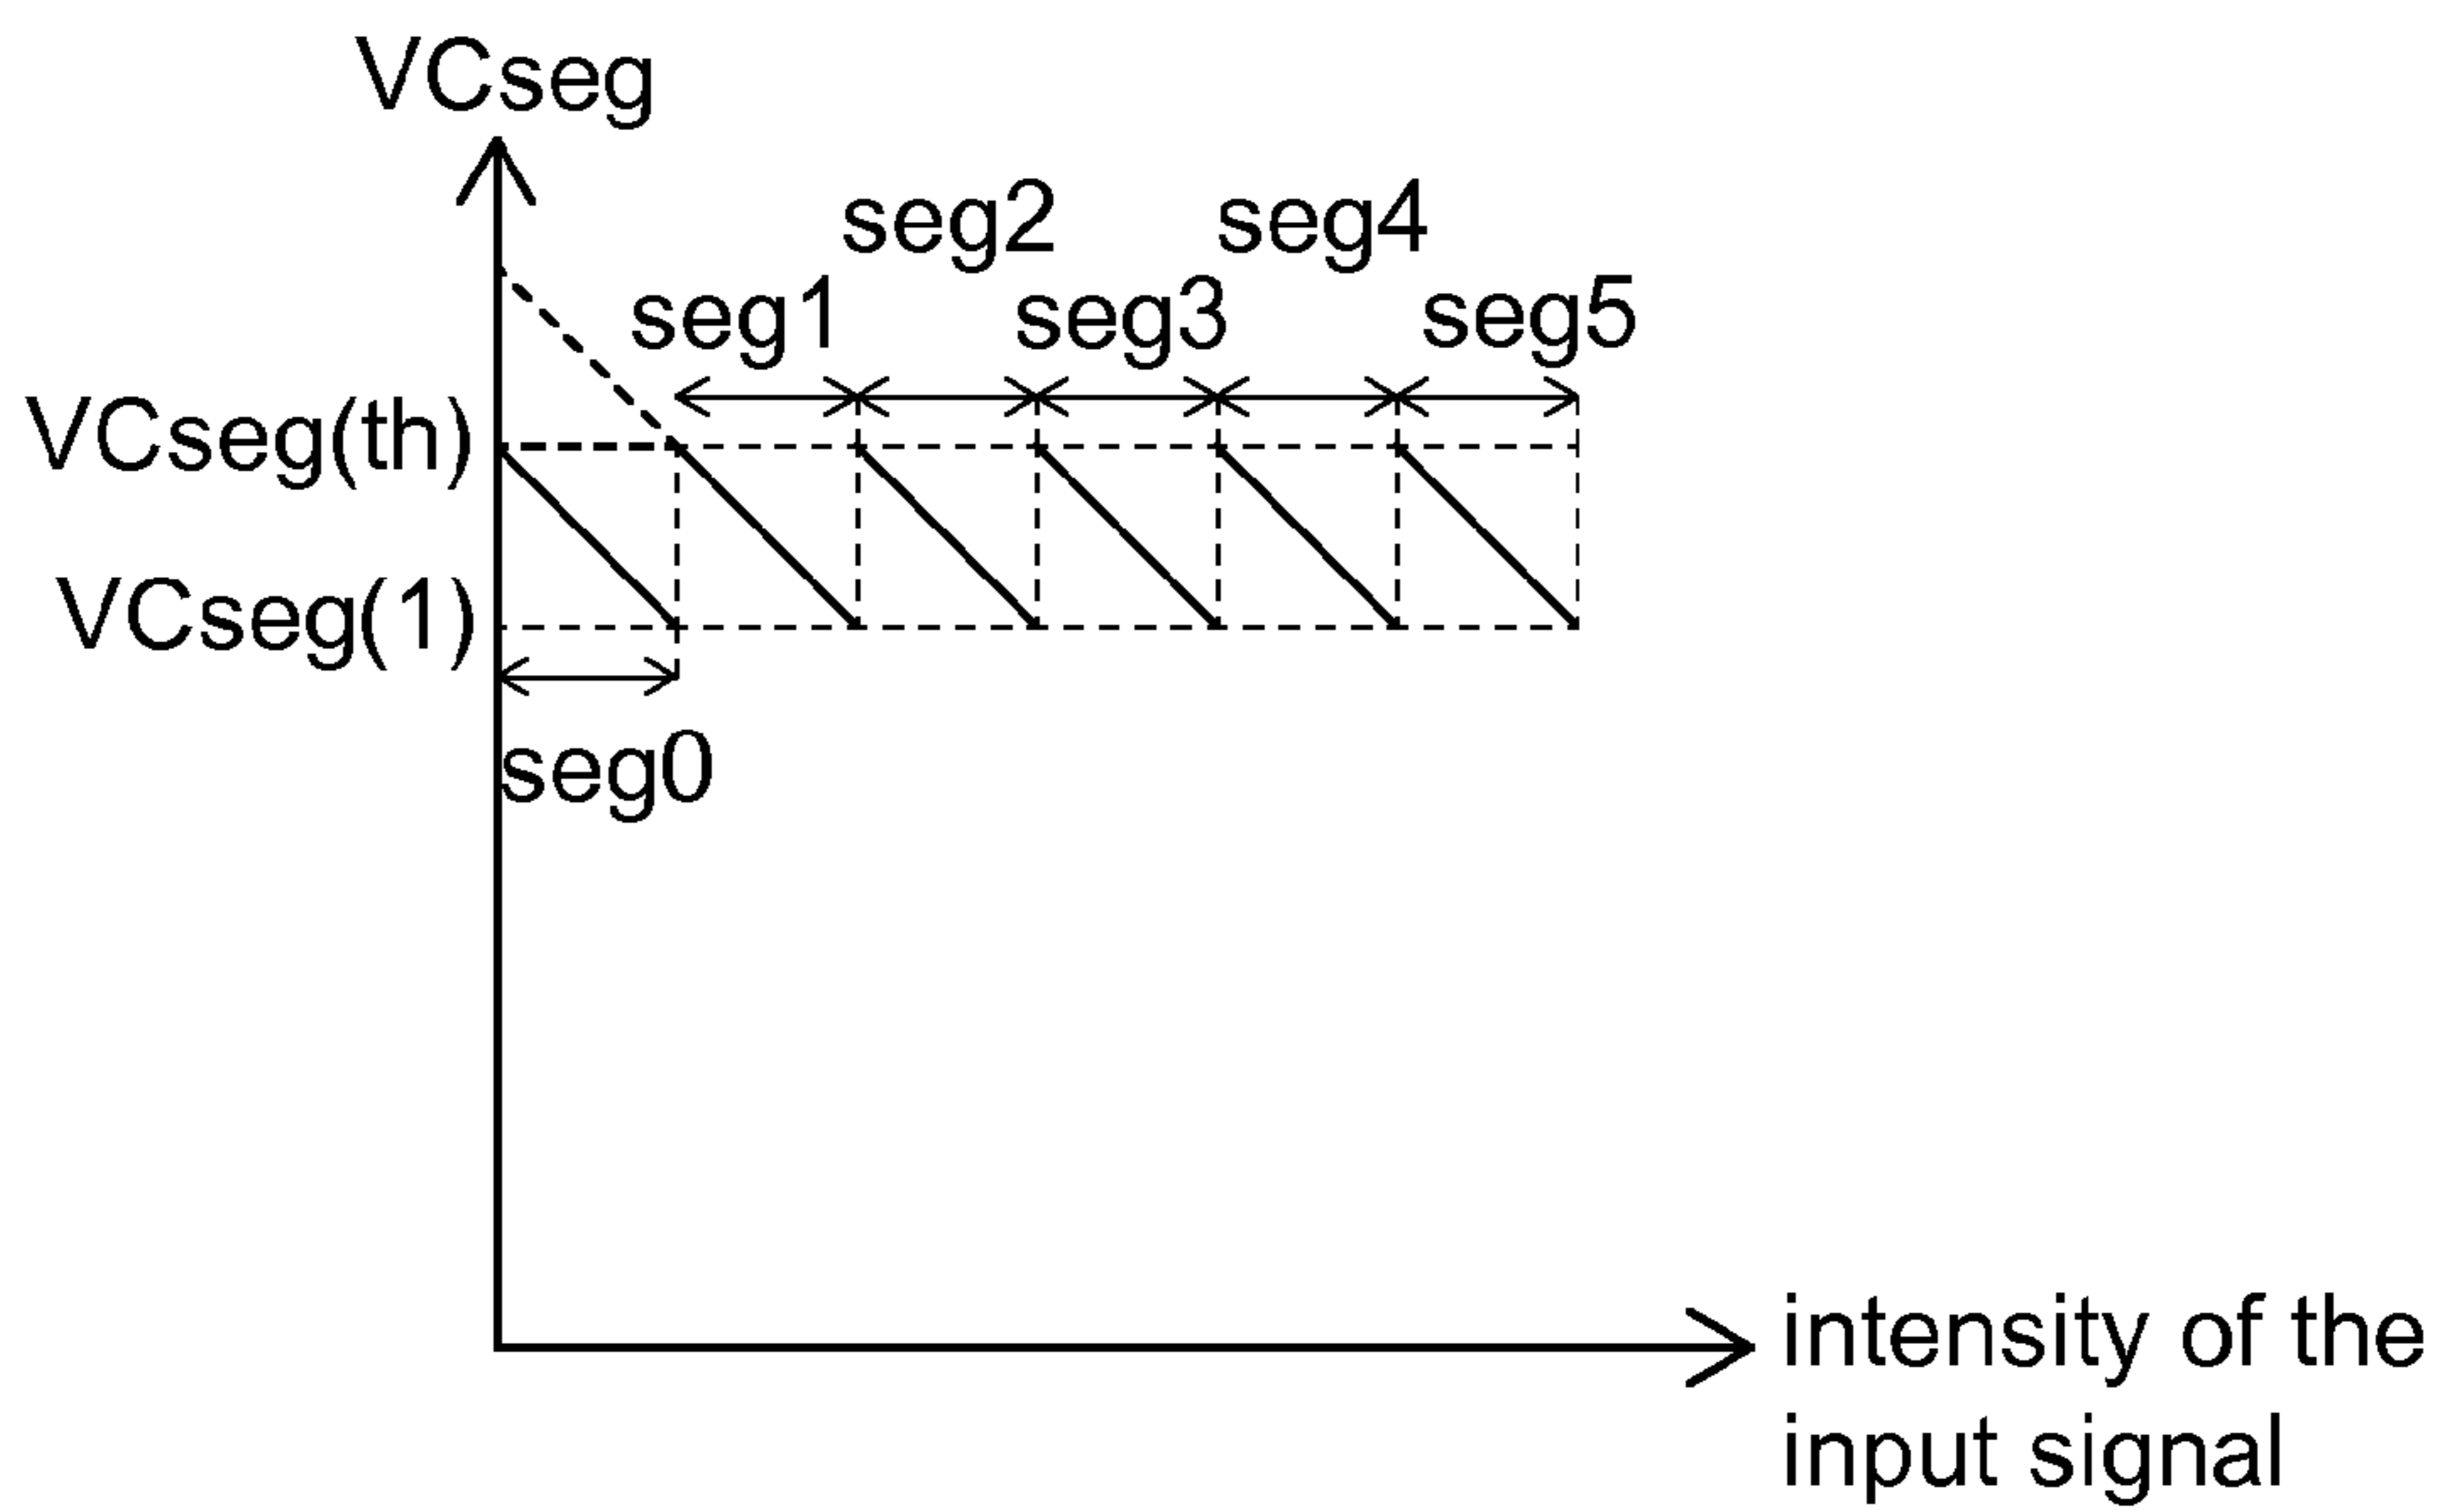 VCseg
seg2
seg4
seg1
seg3
seg5
VCseg(th)
VCseg(1)
seg0
intensity of the
input signal